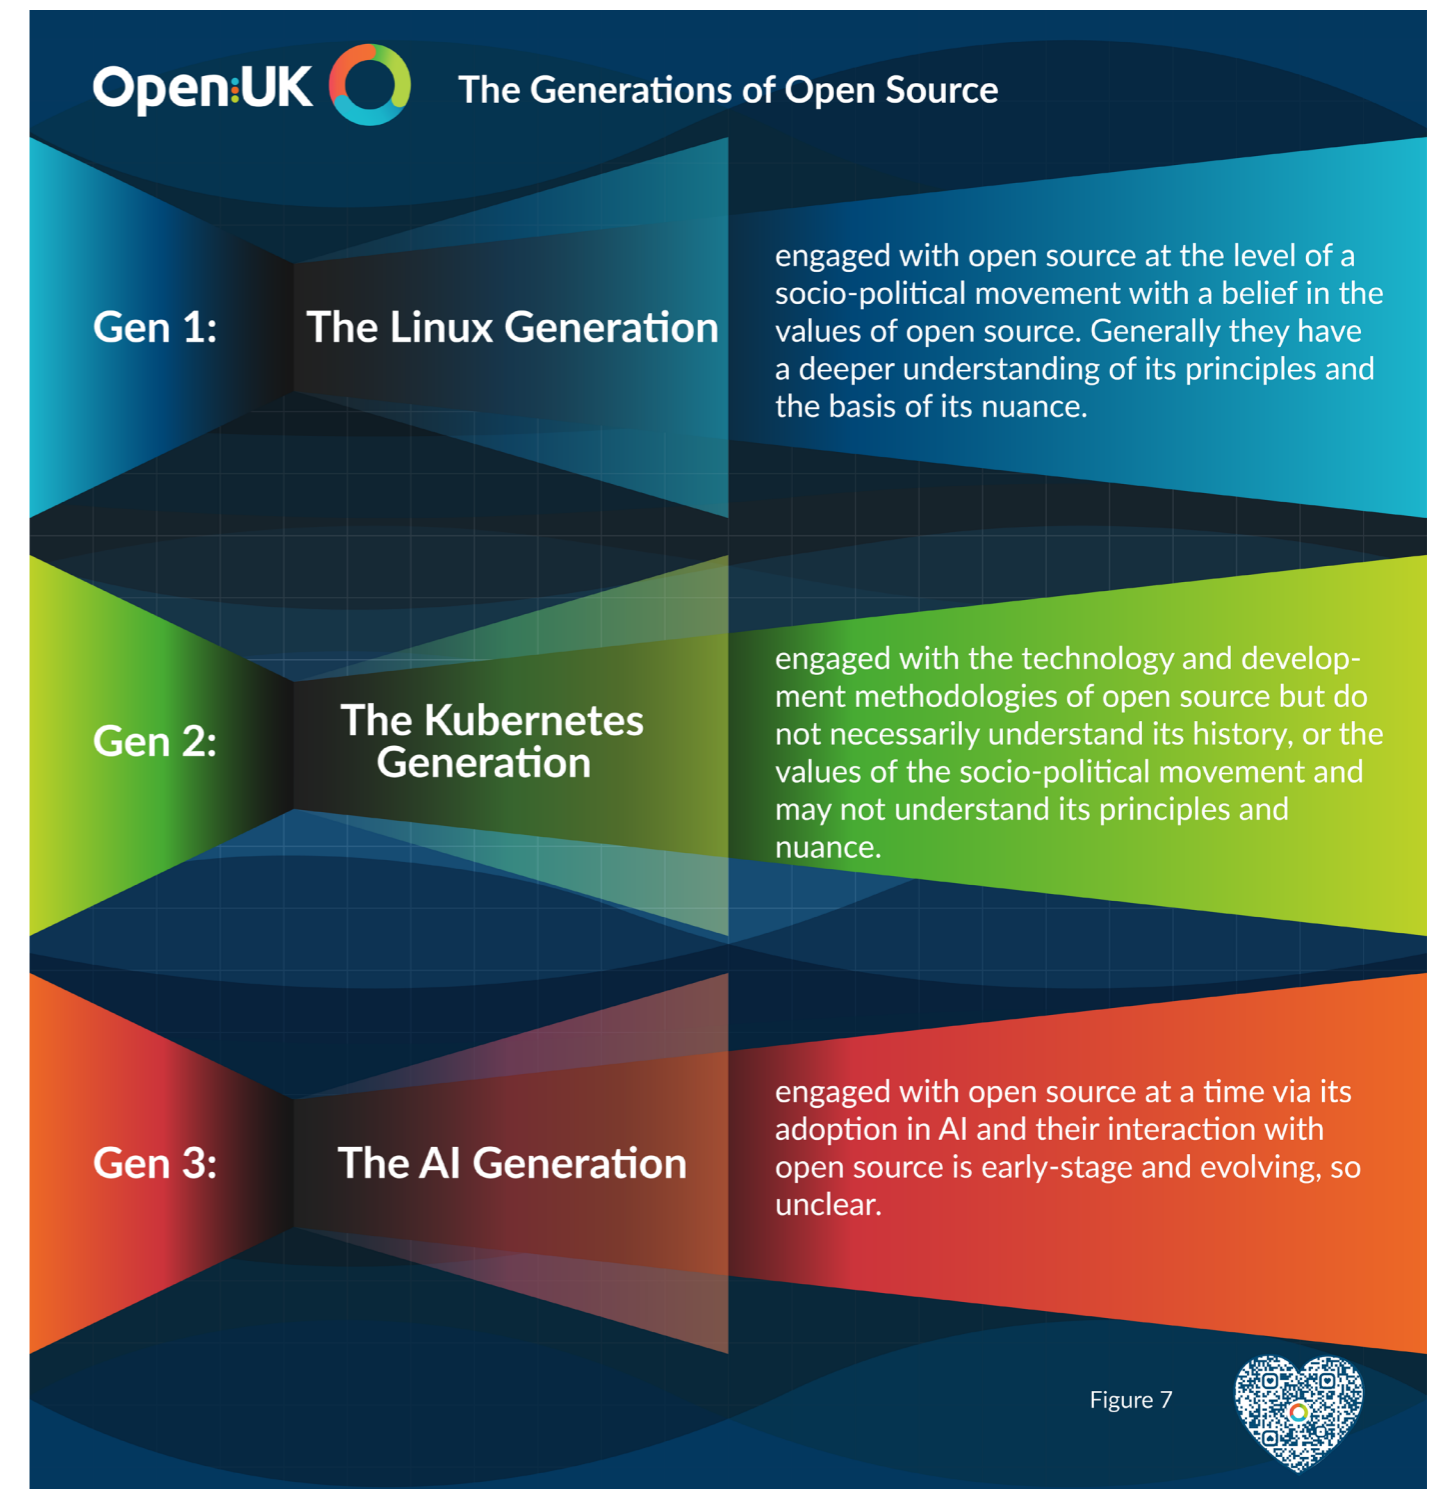 Open:UK
The Generations of Open Source
Gen 1:
The Linux Generation
engaged with open source at the level of a
socio-political movement with a belief in the
values of open source. Generally they have
a deeper understanding of its principles and
the basis of its nuance.
Gen 2:
The Kubernetes
Generation
engaged with the technology and develop-
ment methodologies of open source but do
not necessarily understand its history, or the
values of the socio-political movement and
may not understand its principles and
nuance.
Gen 3:
The AI Generation
engaged with open source at a time via its
adoption in AI and their interaction with
open source is early-stage and evolving, so
unclear.
Figure 7